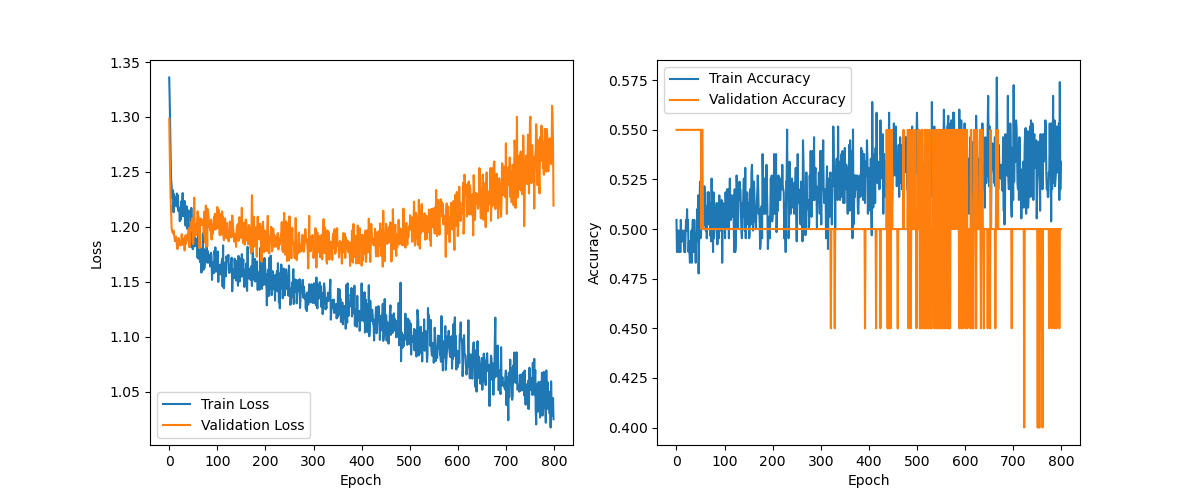 1.35
1.30
1.25
1.20
1.15
1.10
1.05
Loss
0 100 200 300 400 500 600 700 800
Epoch
Train Loss
Validation Loss
0.575
0.550
0.525
0.500
0.475
0.450
0.425
0.400
Accuracy
0 100 200 300 400 500 600 700 800
Epoch
Train Accuracy
Validation Accuracy